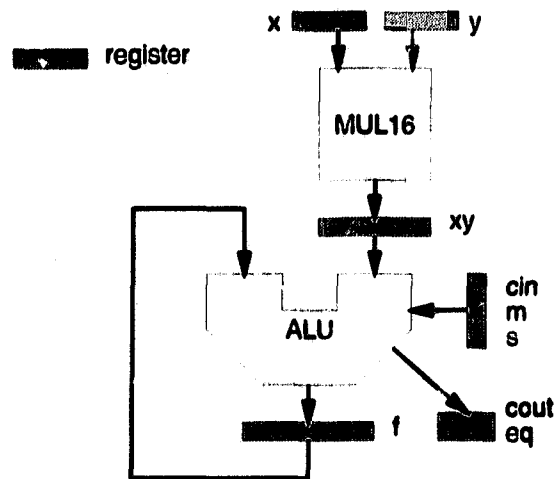 x y
register
MUL16
xy
cin
m
ALU
s
cout
f
eq